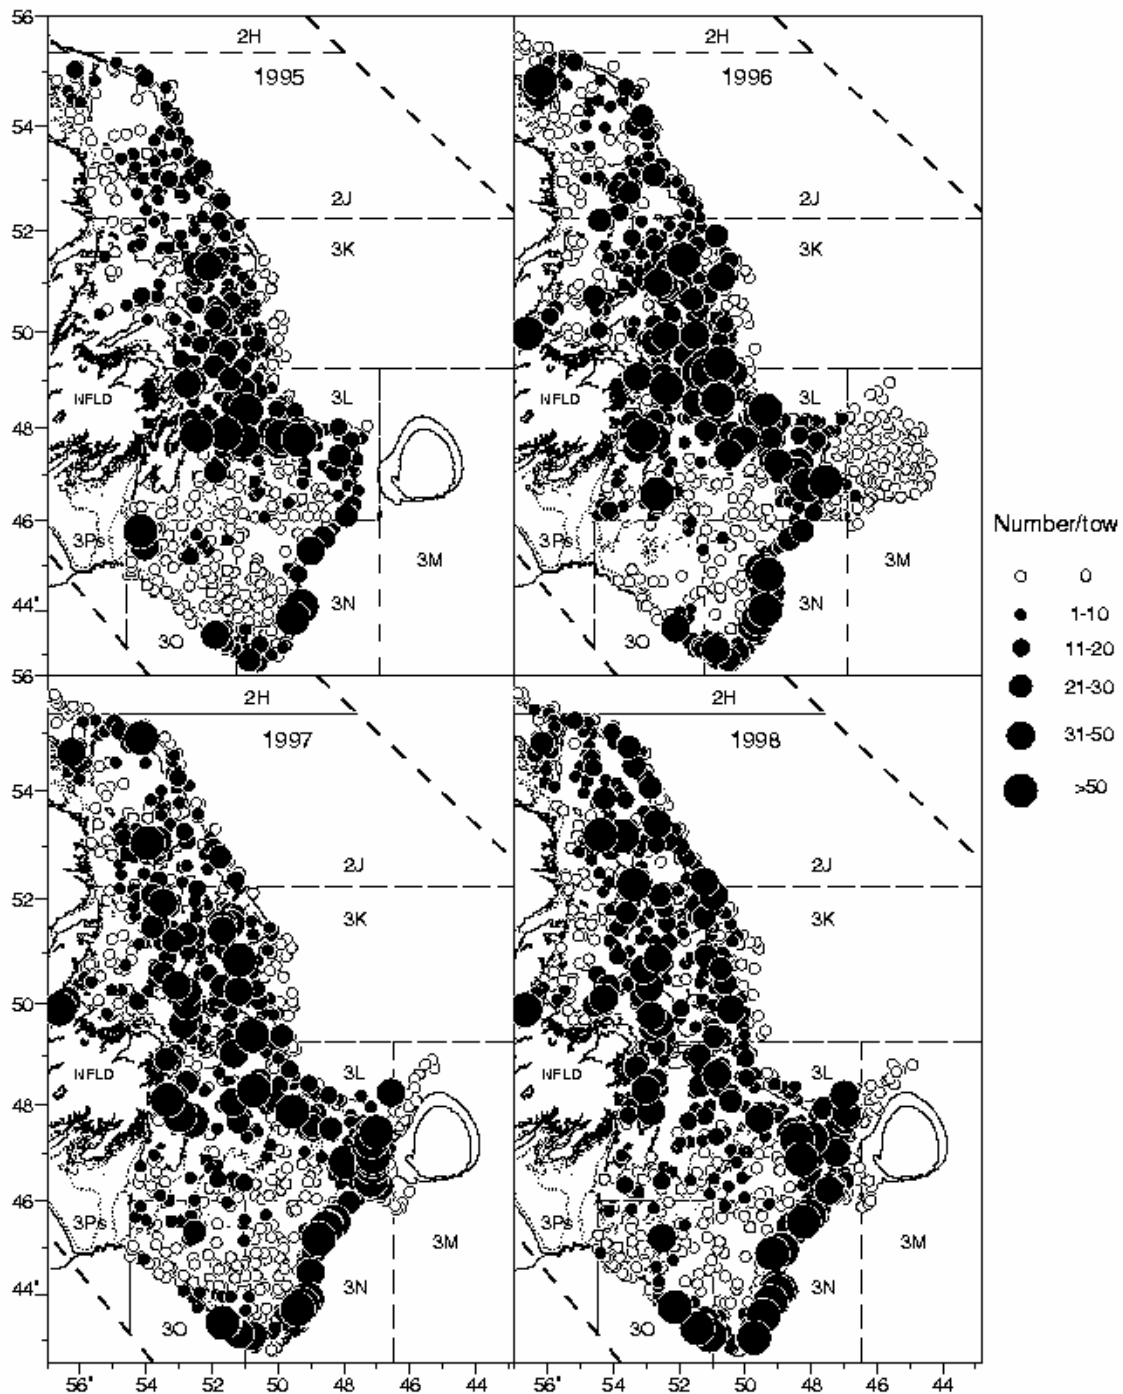 56
2H
2H
1995
1996
54
2J
2J
52
3K
3K
50
3L
3L
NFLD
NFLD
48
46
3Ps
3Ps
3M
3M
44°
3N
3N
3O
3O
Number/tow
0
1-10
11-20
21-30
31-50
>50
56
2H
2H
1997
1998
54
2J
2J
52
3K
3K
50
3L
3L
NFLD
NFLD
48
46
3Ps
3Ps
3M
3M
44°
3N
3N
3O
3O
56° 54 52 50 48 46 44 56° 54 52 50 48 46 44